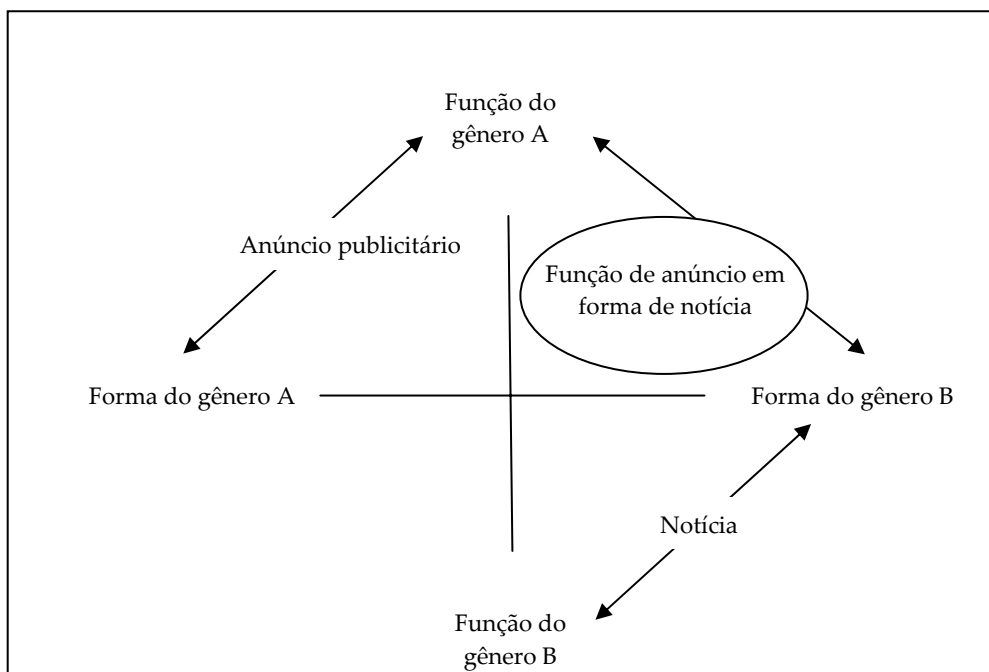 Função do
gênero A
Anúncio publicitário
Função de anúncio em
forma de notícia
Forma do gênero A
Forma do gênero B
Notícia
Função do
gênero B